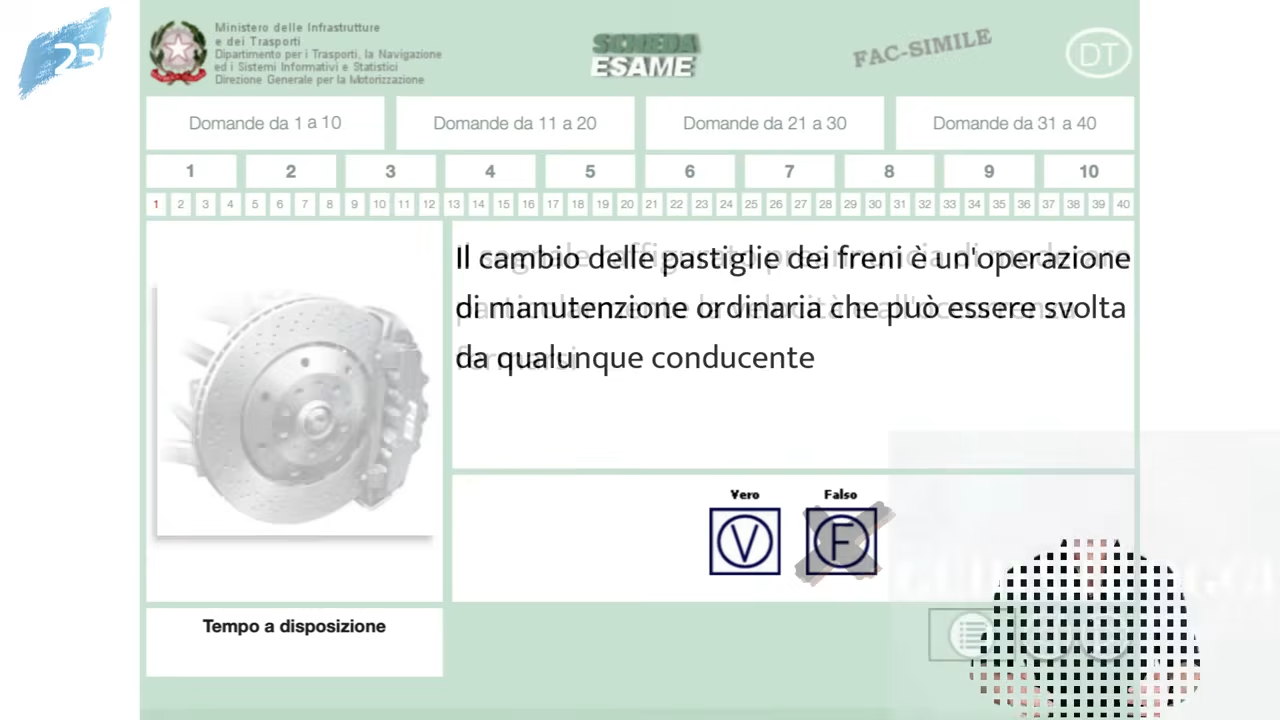 23
Ministero delle Infrastrutture
e dei Trasporti
Dipartimento per i Trasporti, la Navigazione
ed i Sistemi Informativi e Statistici
Direzione Generale per la Motorizzazione
SCHEDA
ESAME
FAC-SIMILE
DT
Domande da 1 a 10
Domande da 11 a 20
Domande da 21 a 30
Domande da 31 a 40
1 2 3 4 5 6 7 8 9 10
1 2 3 4 5 6 7 8 9 10 11 12 13 14 15 16 17 18 19 20 21 22 23 24 25 26 27 28 29 30 31 32 33 34 35 36 37 38 39 40
Il cambio delle pastiglie dei freni è un'operazione
di manutenzione ordinaria che può essere svolta
da qualunque conducente
Vero
Falso
V
F
Tempo a disposizione